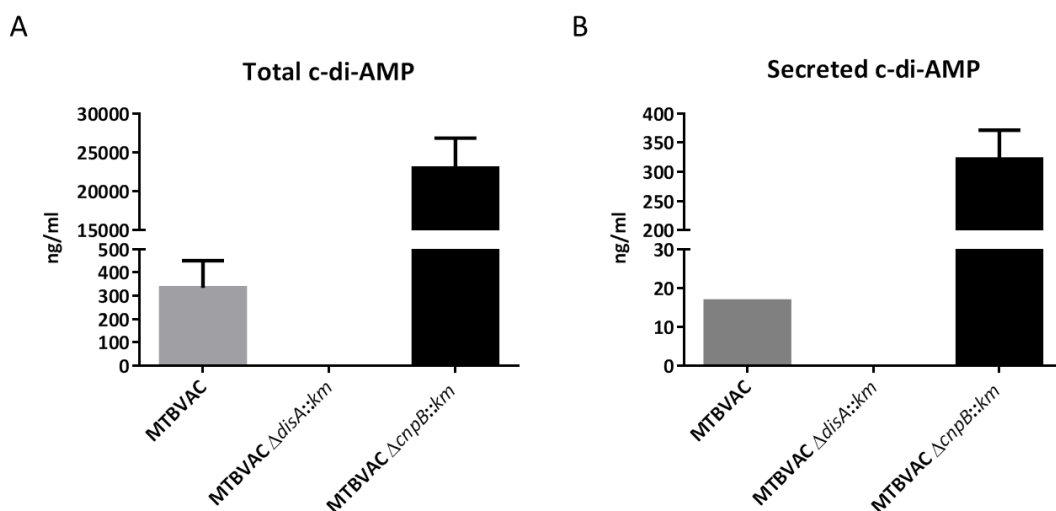 A
Total c-di-AMP
ng/ml
30000
25000
20000
15000
500
400
300
200
100
0
MTBVAC
MTBVAC ΔdisA::km
MTBVAC ΔcnpB::km
B
Secreted c-di-AMP
ng/ml
400
350
300
250
200
30
20
10
0
MTBVAC
MTBVAC ΔdisA::km
MTBVAC ΔcnpB::km